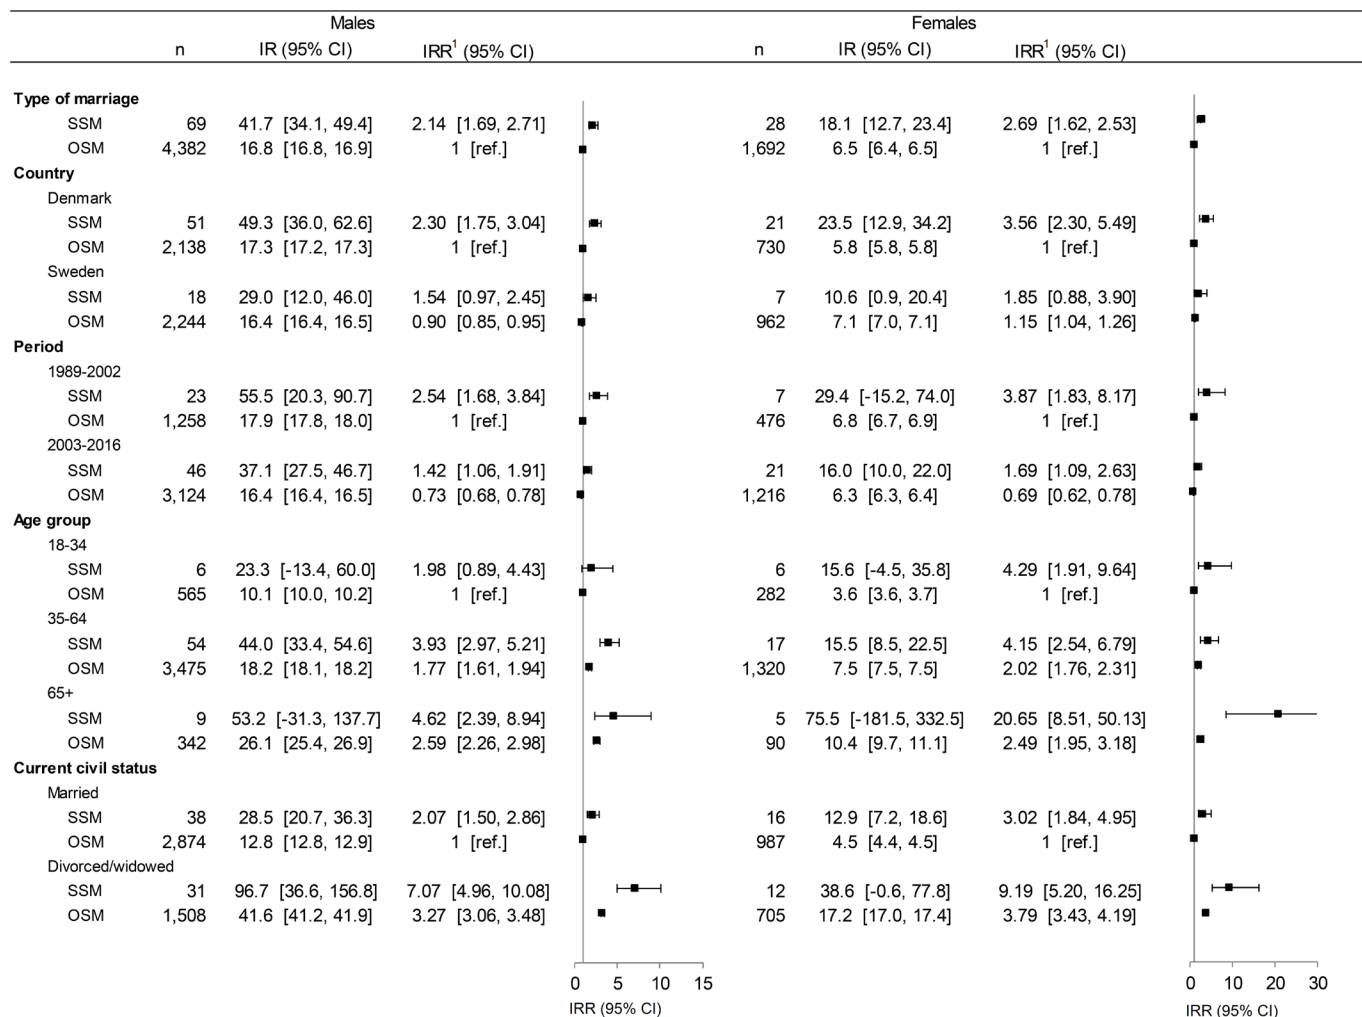 Males Females
n IR (95% CI) IRR¹ (95% CI) n IR (95% CI) IRR¹ (95% CI)
Type of marriage
SSM 69 41.7 [34.1, 49.4] 2.14 [1.69, 2.71] 28 18.1 [12.7, 23.4] 2.69 [1.62, 2.53]
OSM 4,382 16.8 [16.8, 16.9] 1 [ref.] 1,692 6.5 [6.4, 6.5] 1 [ref.]
Country
Denmark
SSM 51 49.3 [36.0, 62.6] 2.30 [1.75, 3.04] 21 23.5 [12.9, 34.2] 3.56 [2.30, 5.49]
OSM 2,138 17.3 [17.2, 17.3] 1 [ref.] 730 5.8 [5.8, 5.8] 1 [ref.]
Sweden
SSM 18 29.0 [12.0, 46.0] 1.54 [0.97, 2.45] 7 10.6 [0.9, 20.4] 1.85 [0.88, 3.90]
OSM 2,244 16.4 [16.4, 16.5] 0.90 [0.85, 0.95] 962 7.1 [7.0, 7.1] 1.15 [1.04, 1.26]
Period
1989-2002
SSM 23 55.5 [20.3, 90.7] 2.54 [1.68, 3.84] 7 29.4 [-15.2, 74.0] 3.87 [1.83, 8.17]
OSM 1,258 17.9 [17.8, 18.0] 1 [ref.] 476 6.8 [6.7, 6.9] 1 [ref.]
2003-2016
SSM 46 37.1 [27.5, 46.7] 1.42 [1.06, 1.91] 21 16.0 [10.0, 22.0] 1.69 [1.09, 2.63]
OSM 3,124 16.4 [16.4, 16.5] 0.73 [0.68, 0.78] 1,216 6.3 [6.3, 6.4] 0.69 [0.62, 0.78]
Age group
18-34
SSM 6 23.3 [-13.4, 60.0] 1.98 [0.89, 4.43] 6 15.6 [-4.5, 35.8] 4.29 [1.91, 9.64]
OSM 565 10.1 [10.0, 10.2] 1 [ref.] 282 3.6 [3.6, 3.7] 1 [ref.]
35-64
SSM 54 44.0 [33.4, 54.6] 3.93 [2.97, 5.21] 17 15.5 [8.5, 22.5] 4.15 [2.54, 6.79]
OSM 3,475 18.2 [18.1, 18.2] 1.77 [1.61, 1.94] 1,320 7.5 [7.5, 7.5] 2.02 [1.76, 2.31]
65+
SSM 9 53.2 [-31.3, 137.7] 4.62 [2.39, 8.94] 5 75.5 [-181.5, 332.5] 20.65 [8.51, 50.13]
OSM 342 26.1 [25.4, 26.9] 2.59 [2.26, 2.98] 90 10.4 [9.7, 11.1] 2.49 [1.95, 3.18]
Current civil status
Married
SSM 38 28.5 [20.7, 36.3] 2.07 [1.50, 2.86] 16 12.9 [7.2, 18.6] 3.02 [1.84, 4.95]
OSM 2,874 12.8 [12.8, 12.9] 1 [ref.] 987 4.5 [4.4, 4.5] 1 [ref.]
Divorced/widowed
SSM 31 96.7 [36.6, 156.8] 7.07 [4.96, 10.08] 12 38.6 [-0.6, 77.8] 9.19 [5.20, 16.25]
OSM 1,508 41.6 [41.2, 41.9] 3.27 [3.06, 3.48] 705 17.2 [17.0, 17.4] 3.79 [3.43, 4.19]
0 5 10 15 0 10 20 30
IRR (95% CI) IRR (95% CI)